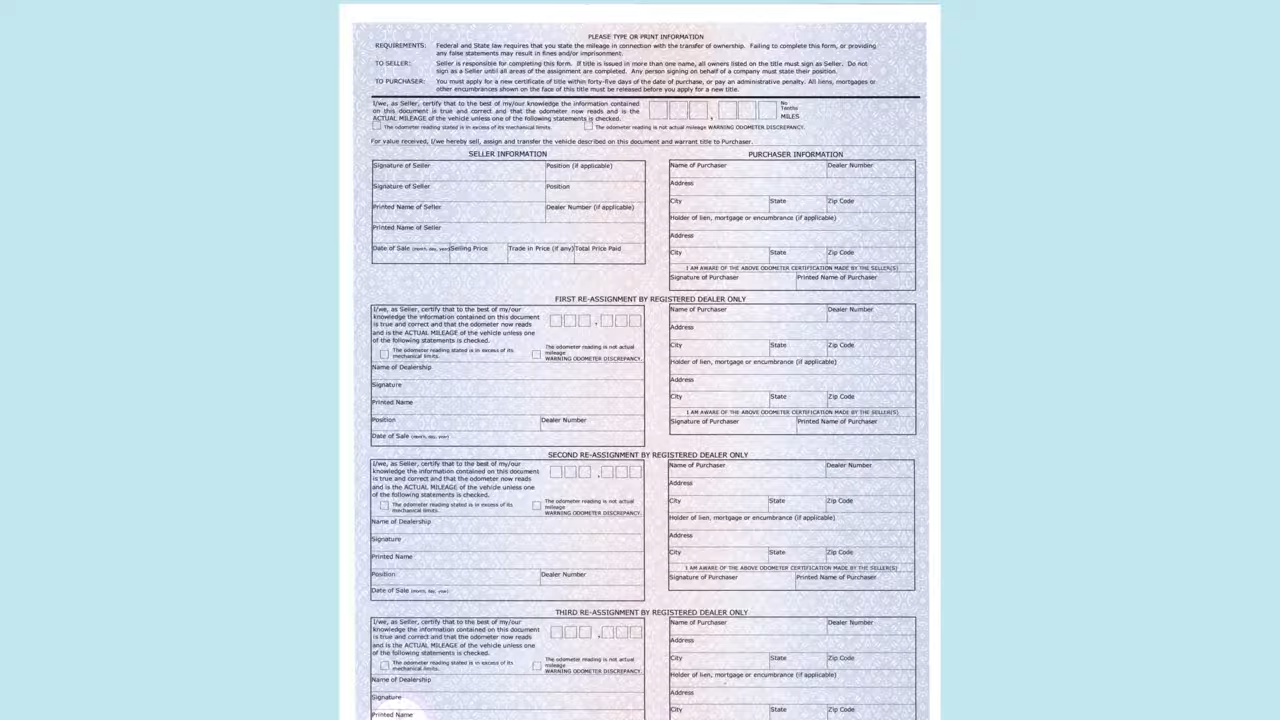 PLEASE TYPE OR PRINT INFORMATION
REQUIREMENTS: Federal and State law requires that you state the mileage in connection with the transfer of ownership. Failing to complete this form, or providing
any false statements may result in fines and/or imprisonment.
TO SELLER: Seller is responsible for completing this form. If title is issued in more than one name, all owners listed on the title must sign as Seller. Do not
sign as a Seller until all areas of the assignment are completed. Any person signing on behalf of a company must state their position.
TO PURCHASER: You must apply for a new certificate of title within forty-five days of the date of purchase, or pay an administrative penalty. All liens, mortgages or
other encumbrances shown on the face of this title must be released before you apply for a new title.
I/we, as Seller, certify that to the best of my/our knowledge the information contained
on this document is true and correct and that the odometer now reads and is the
ACTUAL MILEAGE of the vehicle unless one of the following statements is checked.
, No
Tenths
MILES
The odometer reading stated is in excess of its mechanical limits. The odometer reading is not actual mileage WARNING ODOMETER DISCREPANCY.
For value received, I/we hereby sell, assign and transfer the vehicle described on this document and warrant title to Purchaser.
SELLER INFORMATION
Signature of Seller Position (if applicable)
Signature of Seller Position
Printed Name of Seller Dealer Number (if applicable)
Printed Name of Seller
Date of Sale (month, day, year) Selling Price Trade in Price (if any) Total Price Paid
PURCHASER INFORMATION
Name of Purchaser Dealer Number
Address
City State Zip Code
Holder of lien, mortgage or encumbrance (if applicable)
Address
City State Zip Code
I AM AWARE OF THE ABOVE ODOMETER CERTIFICATION MADE BY THE SELLER(S)
Signature of Purchaser Printed Name of Purchaser
FIRST RE-ASSIGNMENT BY REGISTERED DEALER ONLY
I/we, as Seller, certify that to the best of my/our
knowledge the information contained on this document
is true and correct and that the odometer now reads
and is the ACTUAL MILEAGE of the vehicle unless one
of the following statements is checked.
,
The odometer reading stated is in excess of its
mechanical limits.
The odometer reading is not actual
mileage
WARNING ODOMETER DISCREPANCY.
Name of Dealership
Signature
Printed Name
Position Dealer Number
Date of Sale (month, day, year)
Name of Purchaser Dealer Number
Address
City State Zip Code
Holder of lien, mortgage or encumbrance (if applicable)
Address
City State Zip Code
I AM AWARE OF THE ABOVE ODOMETER CERTIFICATION MADE BY THE SELLER(S)
Signature of Purchaser Printed Name of Purchaser
SECOND RE-ASSIGNMENT BY REGISTERED DEALER ONLY
I/we, as Seller, certify that to the best of my/our
knowledge the information contained on this document
is true and correct and that the odometer now reads
and is the ACTUAL MILEAGE of the vehicle unless one
of the following statements is checked.
,
The odometer reading stated is in excess of its
mechanical limits.
The odometer reading is not actual
mileage
WARNING ODOMETER DISCREPANCY.
Name of Dealership
Signature
Printed Name
Position Dealer Number
Date of Sale (month, day, year)
Name of Purchaser Dealer Number
Address
City State Zip Code
Holder of lien, mortgage or encumbrance (if applicable)
Address
City State Zip Code
I AM AWARE OF THE ABOVE ODOMETER CERTIFICATION MADE BY THE SELLER(S)
Signature of Purchaser Printed Name of Purchaser
THIRD RE-ASSIGNMENT BY REGISTERED DEALER ONLY
I/we, as Seller, certify that to the best of my/our
knowledge the information contained on this document
is true and correct and that the odometer now reads
and is the ACTUAL MILEAGE of the vehicle unless one
of the following statements is checked.
,
The odometer reading stated is in excess of its
mechanical limits.
The odometer reading is not actual
mileage
WARNING ODOMETER DISCREPANCY.
Name of Dealership
Signature
Printed Name
Name of Purchaser Dealer Number
Address
City State Zip Code
Holder of lien, mortgage or encumbrance (if applicable)
Address
City State Zip Code